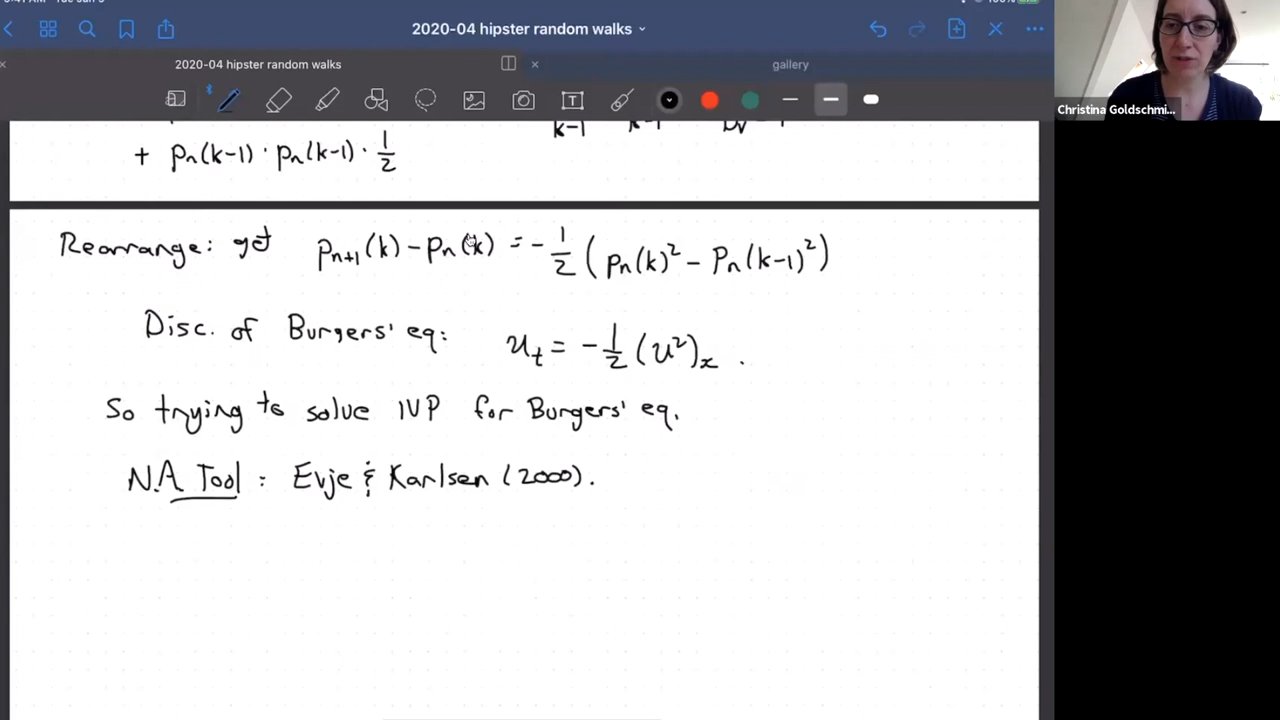 2020-04 hipster random walks
2020-04 hipster random walks
gallery
Christina Goldschmi...
k-1 k-1
+ pn(k-1) · pn(k-1) · 1/2
Rearrange: get pn+1(k) - pn(k) = - 1/2 ( pn(k)² - pn(k-1)² )
Disc. of Burgers' eq: ut = - 1/2 (u²)x .
So trying to solve IVP for Burgers' eq.
N.A Tool : Evje & Karlsen (2000).